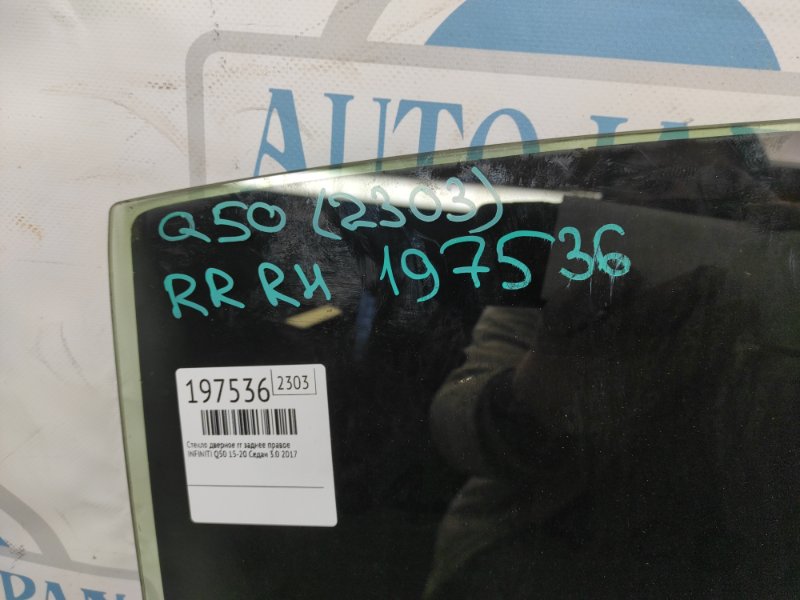 AUTO
Q50 (2303)
RR RH 197536
197536 2303
Стекло дверное rr заднее правое
INFINITI Q50 15-20 Седан 3.0 2017